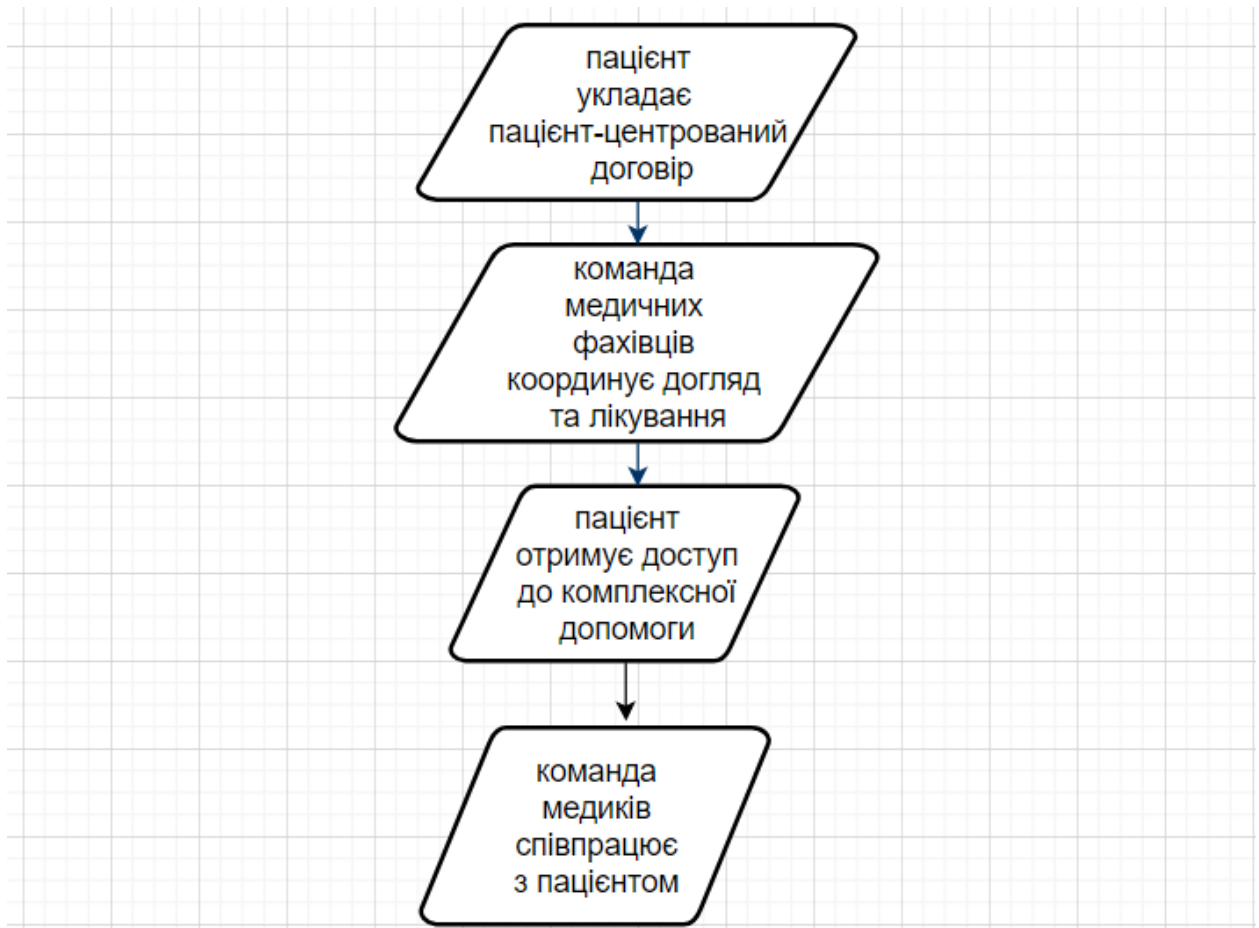 пацієнт
укладає
пацієнт-центрований
договір
команда
медичних
фахівців
координує догляд
та лікування
пацієнт
отримує доступ
до комплексної
допомоги
команда
медиків
співпрацює
з пацієнтом